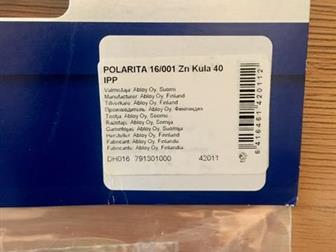 POLARITA 16/001 Zn Kula 40
IPP
Valmistaja: Abloy Oy, Suomi
Manufacturer: Abloy Oy, Finland
Tillverkare: Abloy Oy, Finland
Производитель: Abloy Oy, Финляндия
Tootja: Abloy Oy, Soome
Razotajs: Abloy Oy, Somija
Gamintojas: Abloy Oy, Suomija
Hersteller: Abloy Oy, Finnland
Fabricant: Abloy Oy, Finlande
Fabricante: Abloy Oy, Finlandia
DH016 791301000 42011
6416461420112